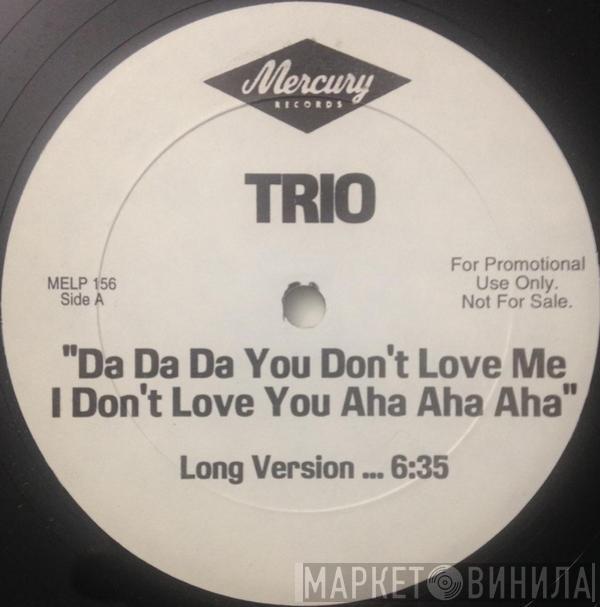 Mercury
RECORDS
TRIO
MELP 156
Side A
For Promotional
Use Only.
Not For Sale.
"Da Da Da You Don't Love Me
I Don't Love You Aha Aha Aha"
Long Version ... 6:35
МАРКЕТ ВИНИЛА